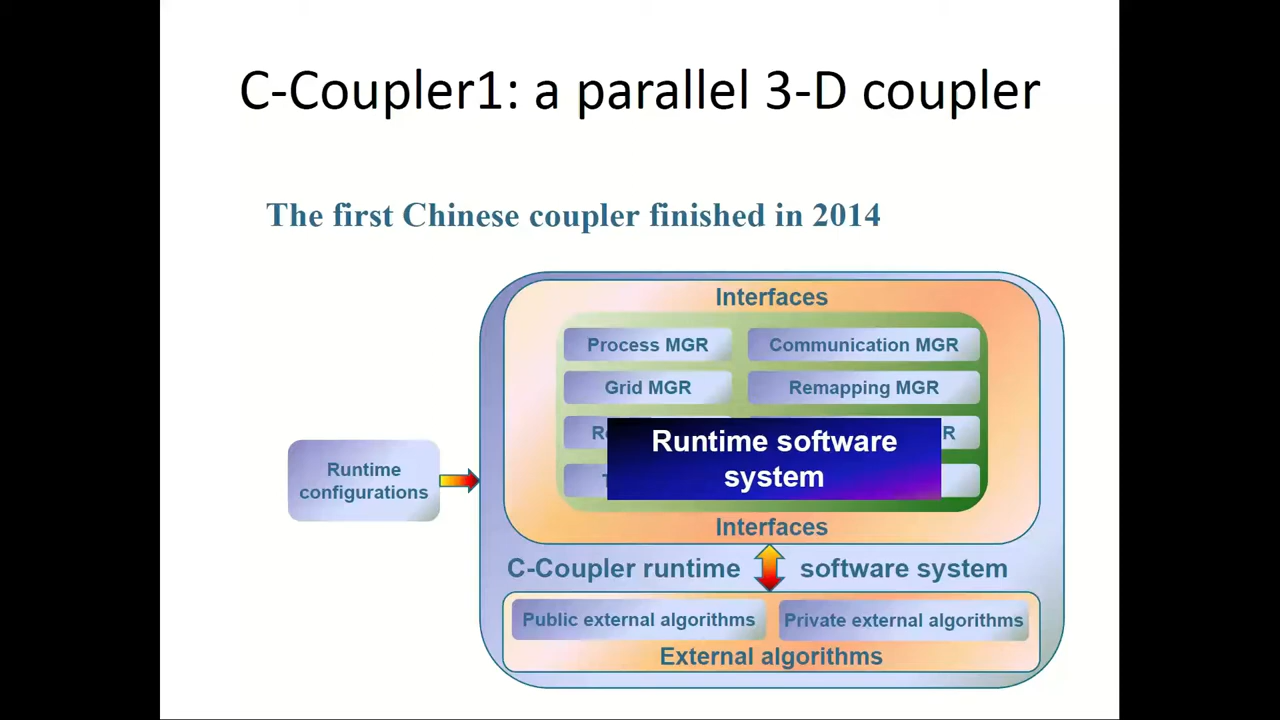 C-Coupler1: a parallel 3-D coupler
The first Chinese coupler finished in 2014
Interfaces
Process MGR
Communication MGR
Grid MGR
Remapping MGR
Runtime software
system
Runtime
configurations
Interfaces
C-Coupler runtime software system
Public external algorithms
Private external algorithms
External algorithms